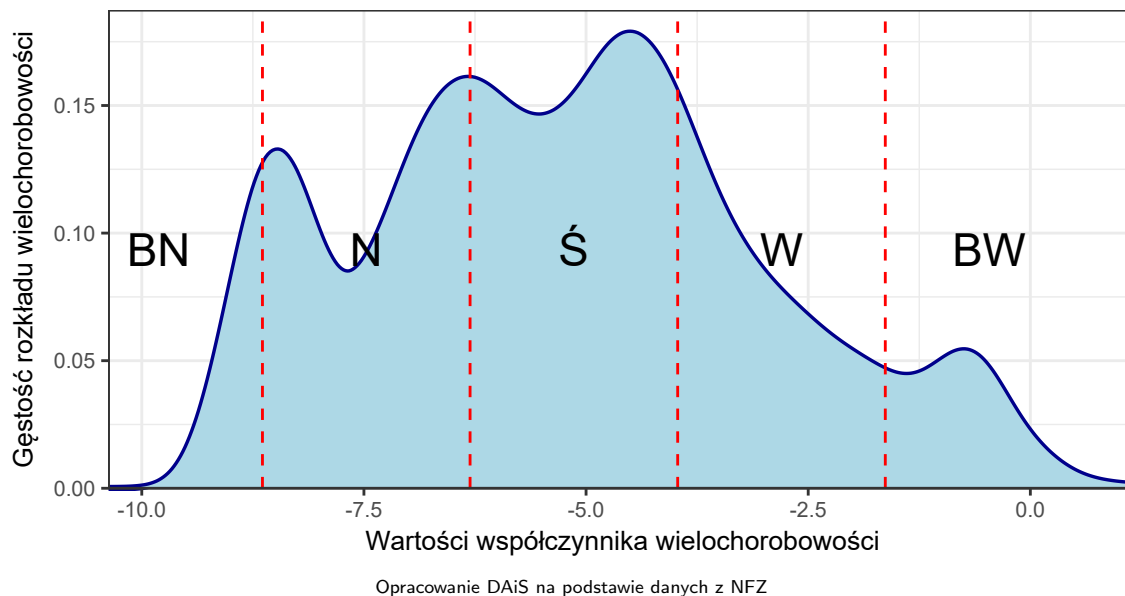 Gęstość rozkładu wielochorobowości
0.15
0.10
0.05
0.00
BN N Ś W BW
-10.0 -7.5 -5.0 -2.5 0.0
Wartości współczynnika wielochorobowości
Opracowanie DAiS na podstawie danych z NFZ